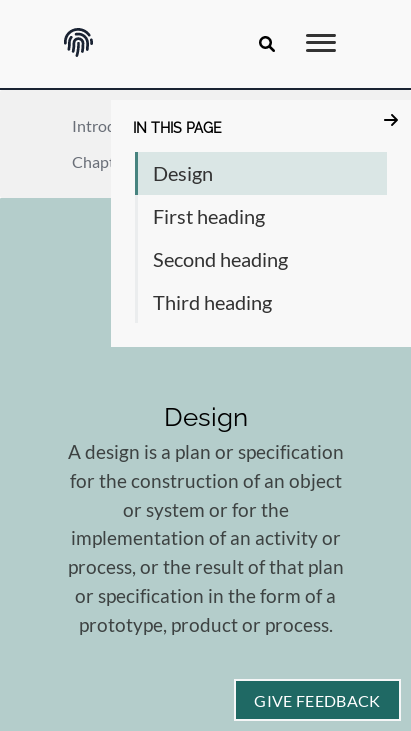 Introd
Chapt
IN THIS PAGE
Design
First heading
Second heading
Third heading
Design
A design is a plan or specification
for the construction of an object
or system or for the
implementation of an activity or
process, or the result of that plan
or specification in the form of a
prototype, product or process.
GIVE FEEDBACK